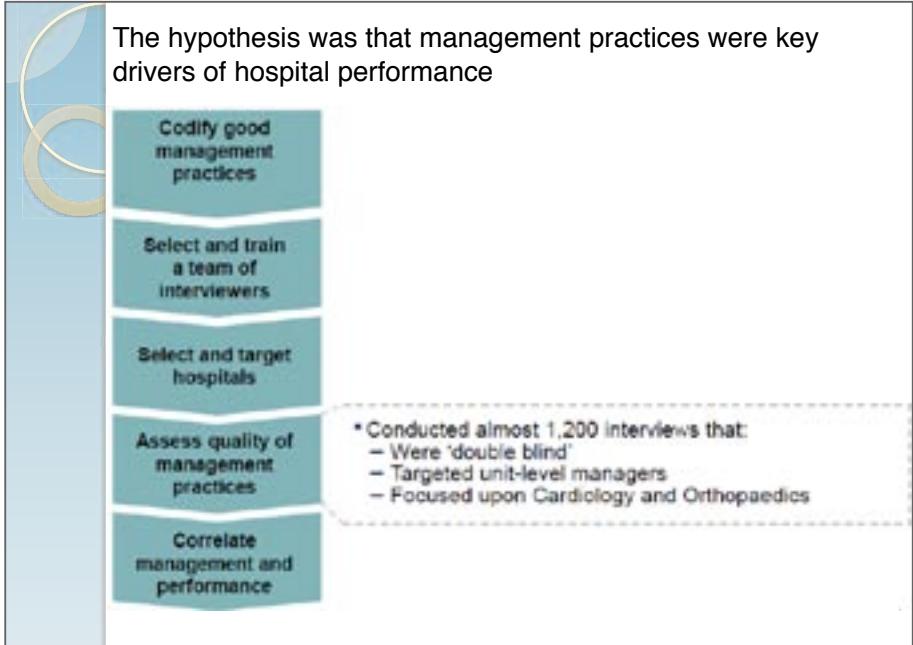 The hypothesis was that management practices were key
drivers of hospital performance
Codify good
management
practices
Select and train
a team of
interviewers
Select and target
hospitals
Assess quality of
management
practices
• Conducted almost 1,200 interviews that:
– Were 'double blind'
– Targeted unit-level managers
– Focused upon Cardiology and Orthopaedics
Correlate
management and
performance